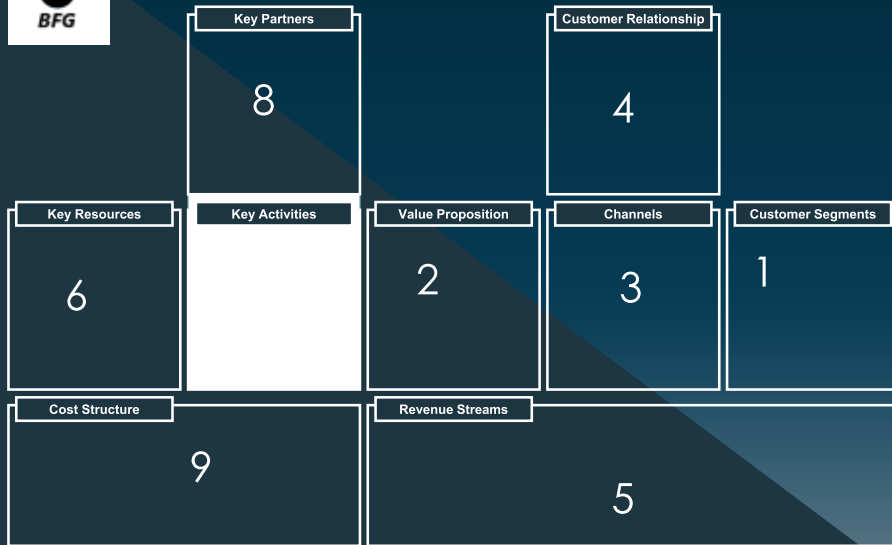 BFG
Key Partners
Customer Relationship
8
4
Key Resources
Key Activities
Value Proposition
Channels
Customer Segments
6
2
3
1
Cost Structure
Revenue Streams
9
5